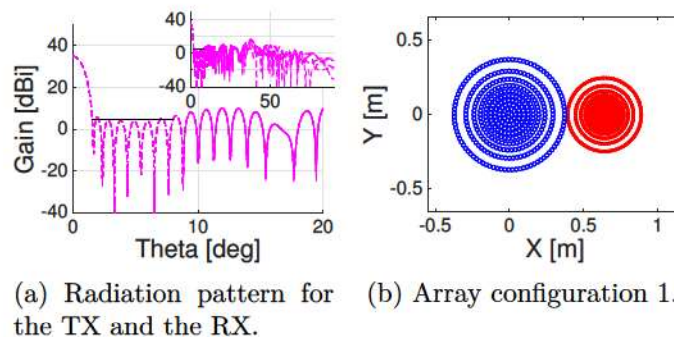 40
20
0
-20
-40
Gain [dBi]
40
0
-40
0
50
0
10
20
Theta [deg]
0.5
0
-0.5
Y [m]
-0.5
0
0.5
1
X [m]
(a) Radiation pattern for
the TX and the RX.
(b) Array configuration 1.